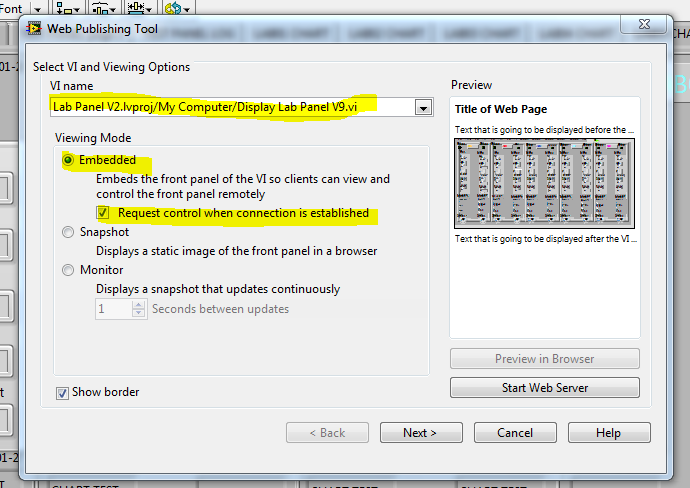 Font
Web Publishing Tool
Select VI and Viewing Options
VI name
Lab Panel V2.lvproj/My Computer/Display Lab Panel V9.vi
Viewing Mode
Embedded
Embeds the front panel of the VI so clients can view and
control the front panel remotely
Request control when connection is established
Snapshot
Displays a static image of the front panel in a browser
Monitor
Displays a snapshot that updates continuously
1 Seconds between updates
Show border
Preview
Title of Web Page
Text that is going to be displayed before the ...
Text that is going to be displayed after the VI ...
Preview in Browser
Start Web Server
< Back
Next >
Cancel
Help